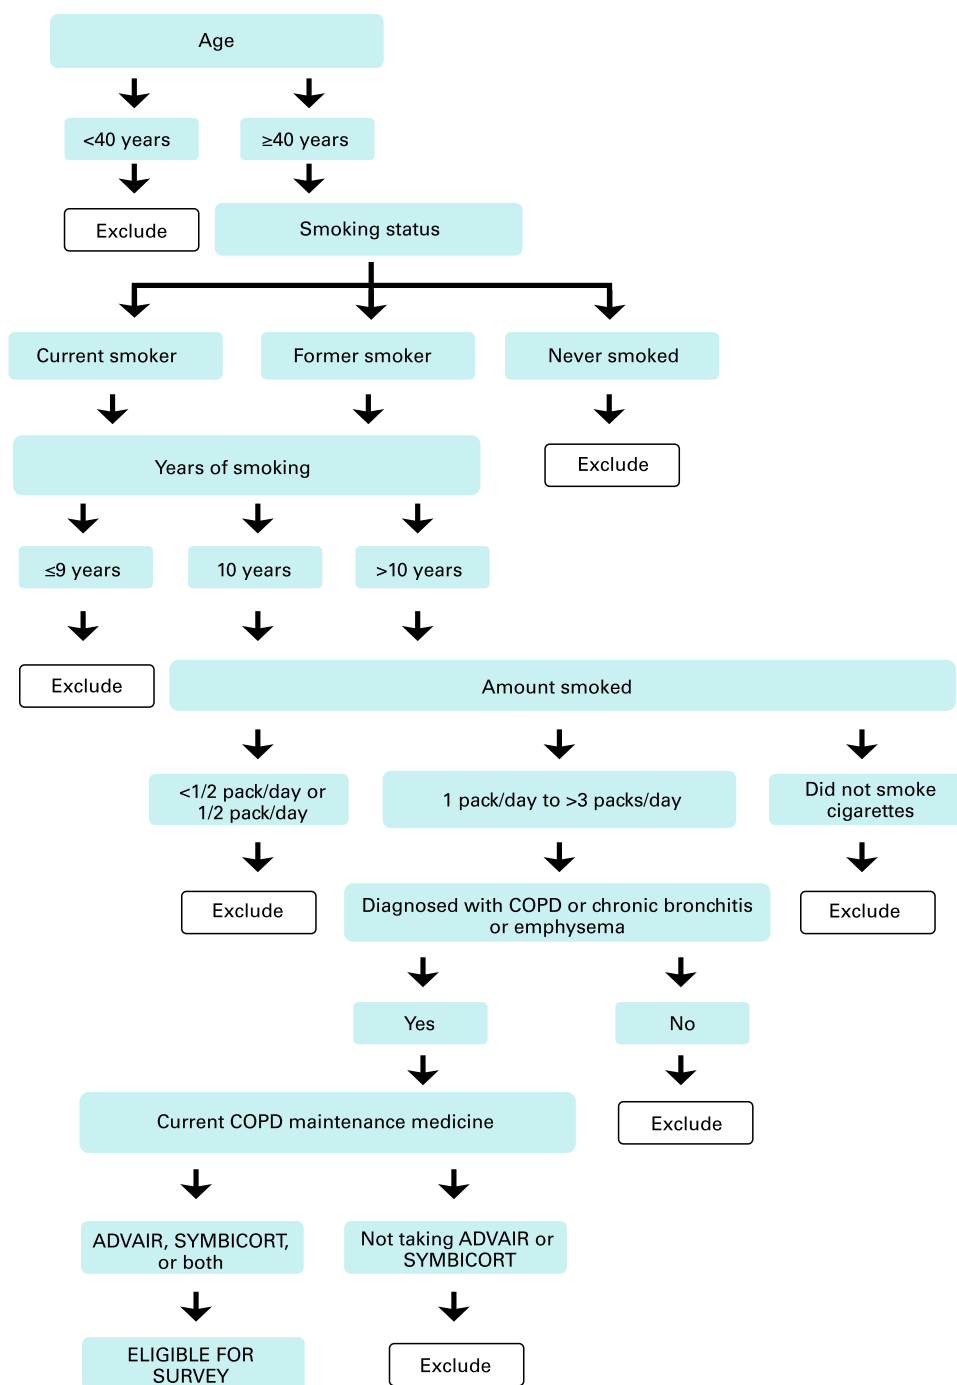 Age
<40 years
≥40 years
Exclude
Smoking status
Current smoker
Former smoker
Never smoked
Years of smoking
Exclude
≤9 years
10 years
>10 years
Exclude
Amount smoked
<1/2 pack/day or
1/2 pack/day
1 pack/day to >3 packs/day
Did not smoke
cigarettes
Exclude
Diagnosed with COPD or chronic bronchitis
or emphysema
Exclude
Yes
No
Current COPD maintenance medicine
Exclude
ADVAIR, SYMBICORT,
or both
Not taking ADVAIR or
SYMBICORT
ELIGIBLE FOR
SURVEY
Exclude